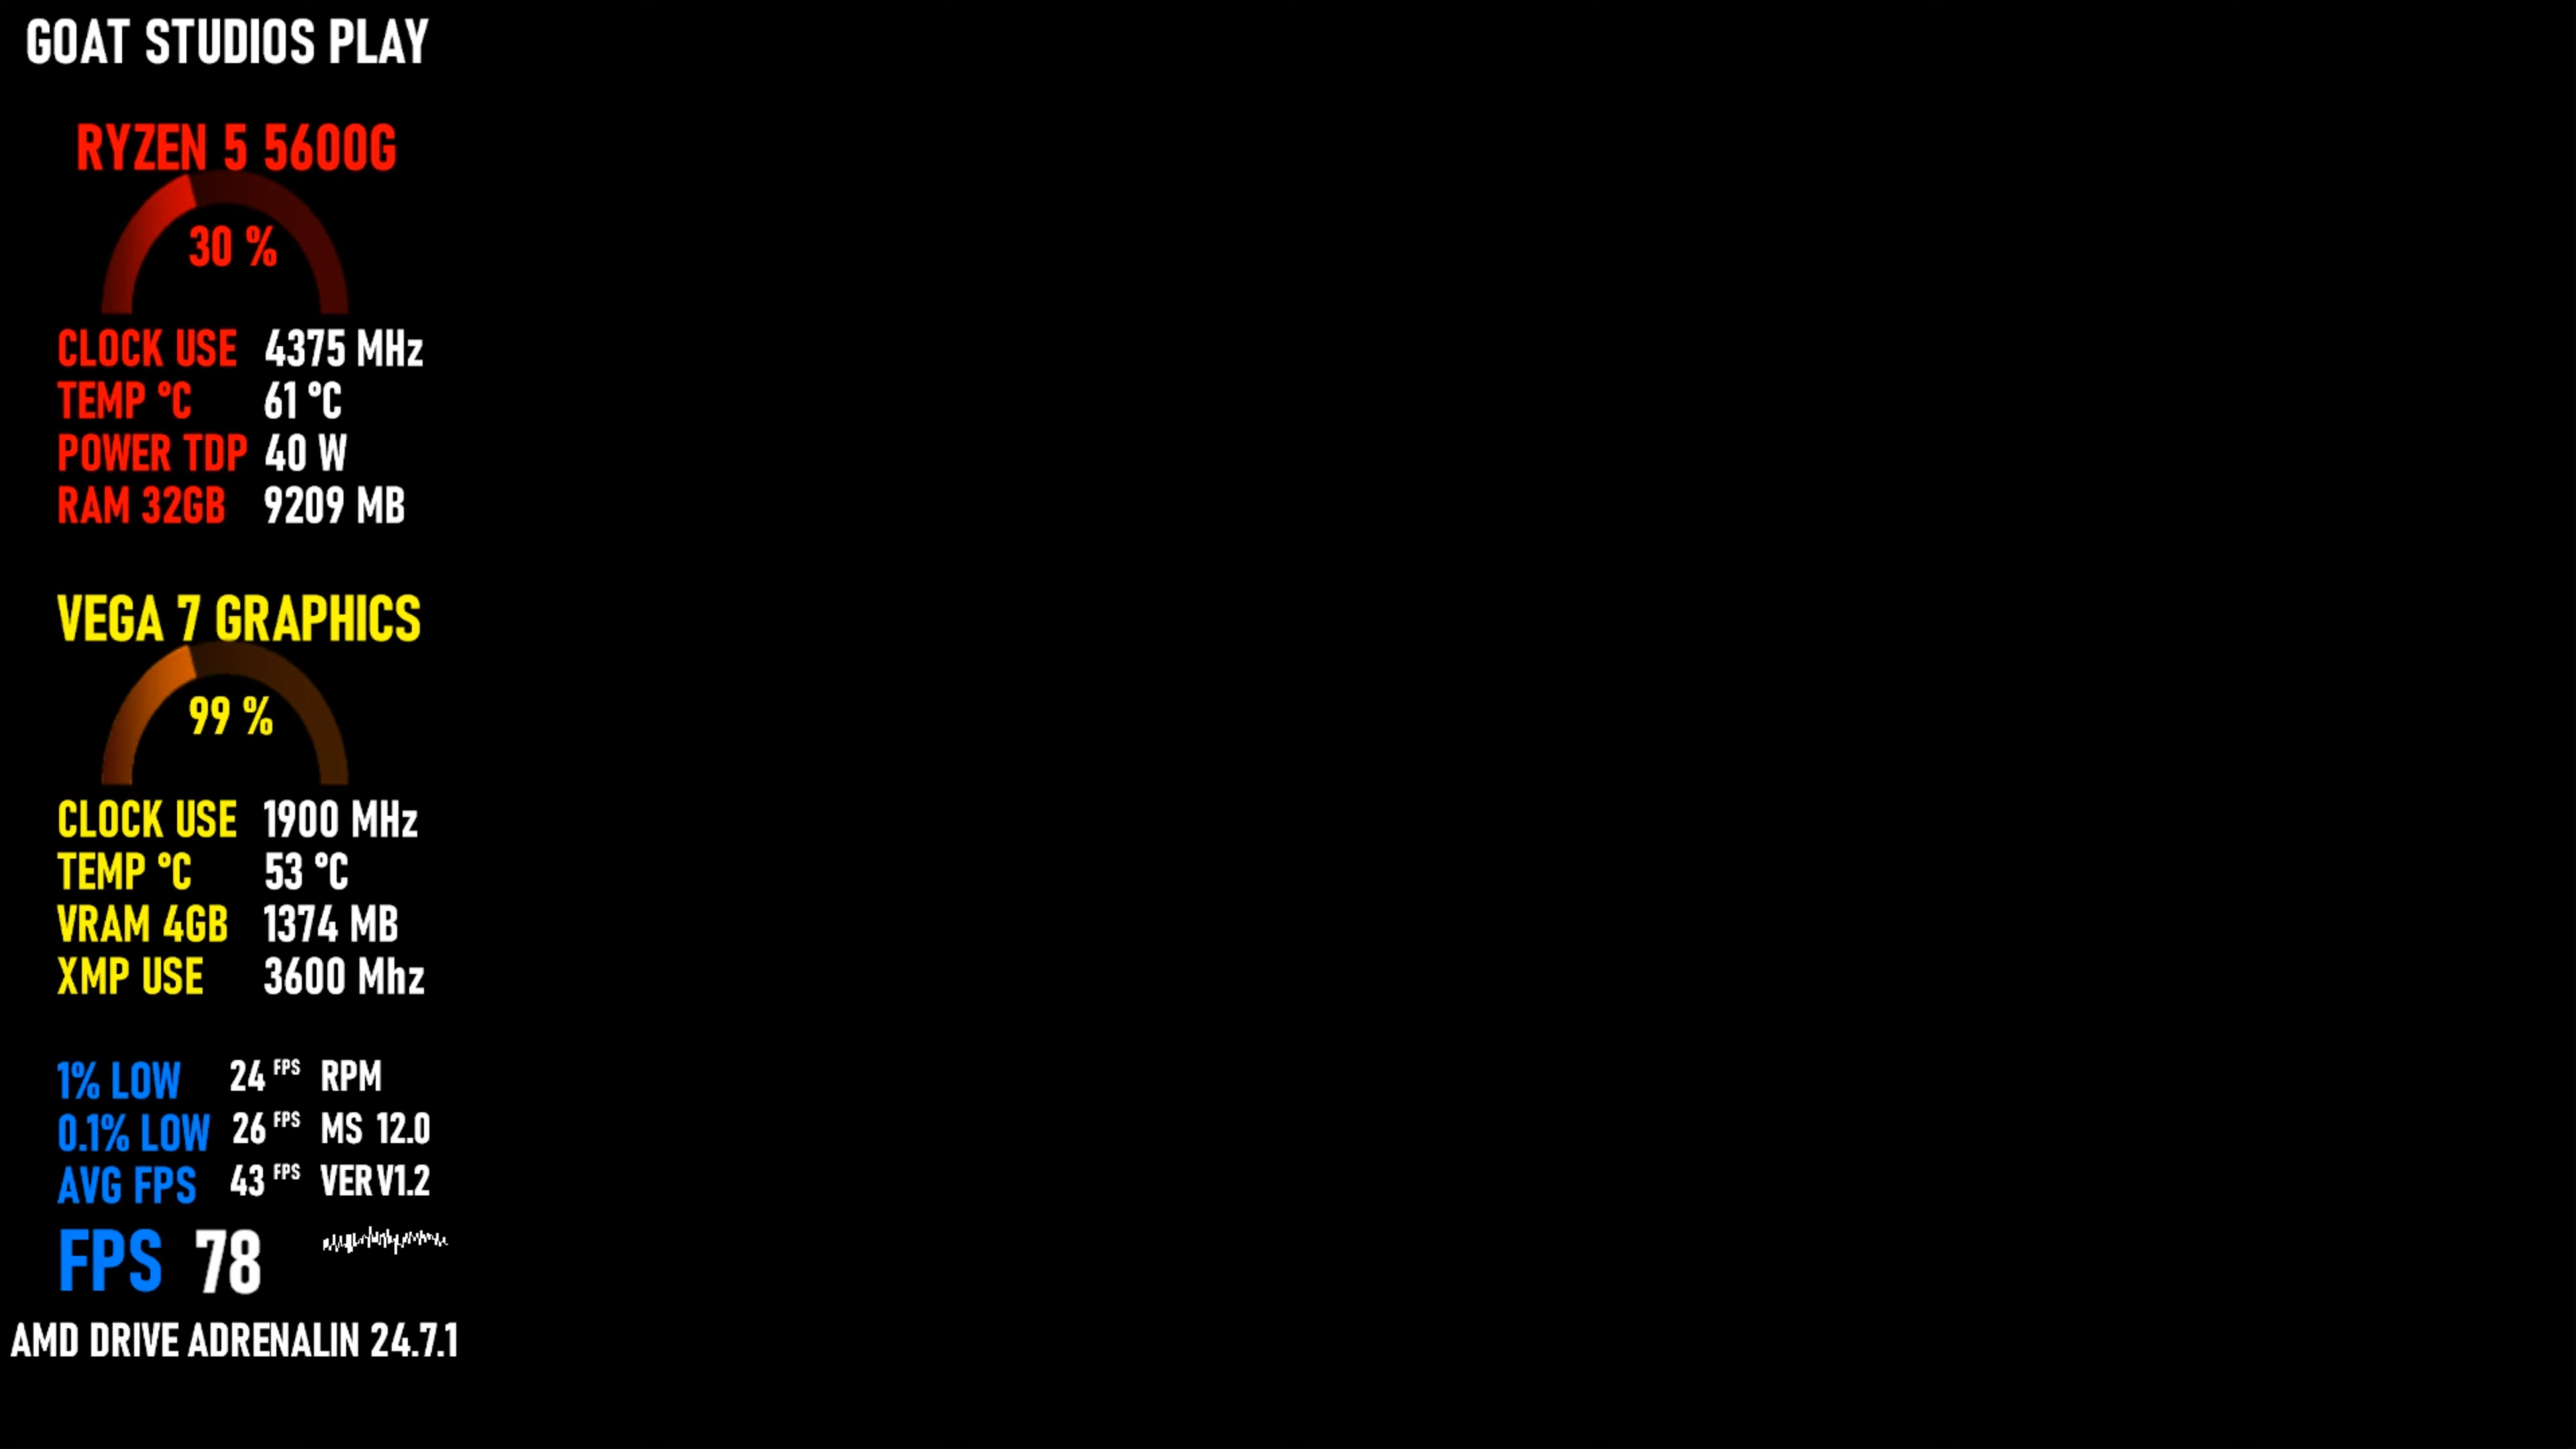 GOAT STUDIOS PLAY
RYZEN 5 5600G
30 %
CLOCK USE 4375 MHz
TEMP °C 61 °C
POWER TDP 40 W
RAM 32GB 9209 MB
VEGA 7 GRAPHICS
99 %
CLOCK USE 1900 MHz
TEMP °C 53 °C
VRAM 4GB 1374 MB
XMP USE 3600 Mhz
1% LOW 24 FPS RPM
0.1% LOW 26 FPS MS 12.0
AVG FPS 43 FPS VER V1.2
FPS 78
AMD DRIVE ADRENALIN 24.7.1